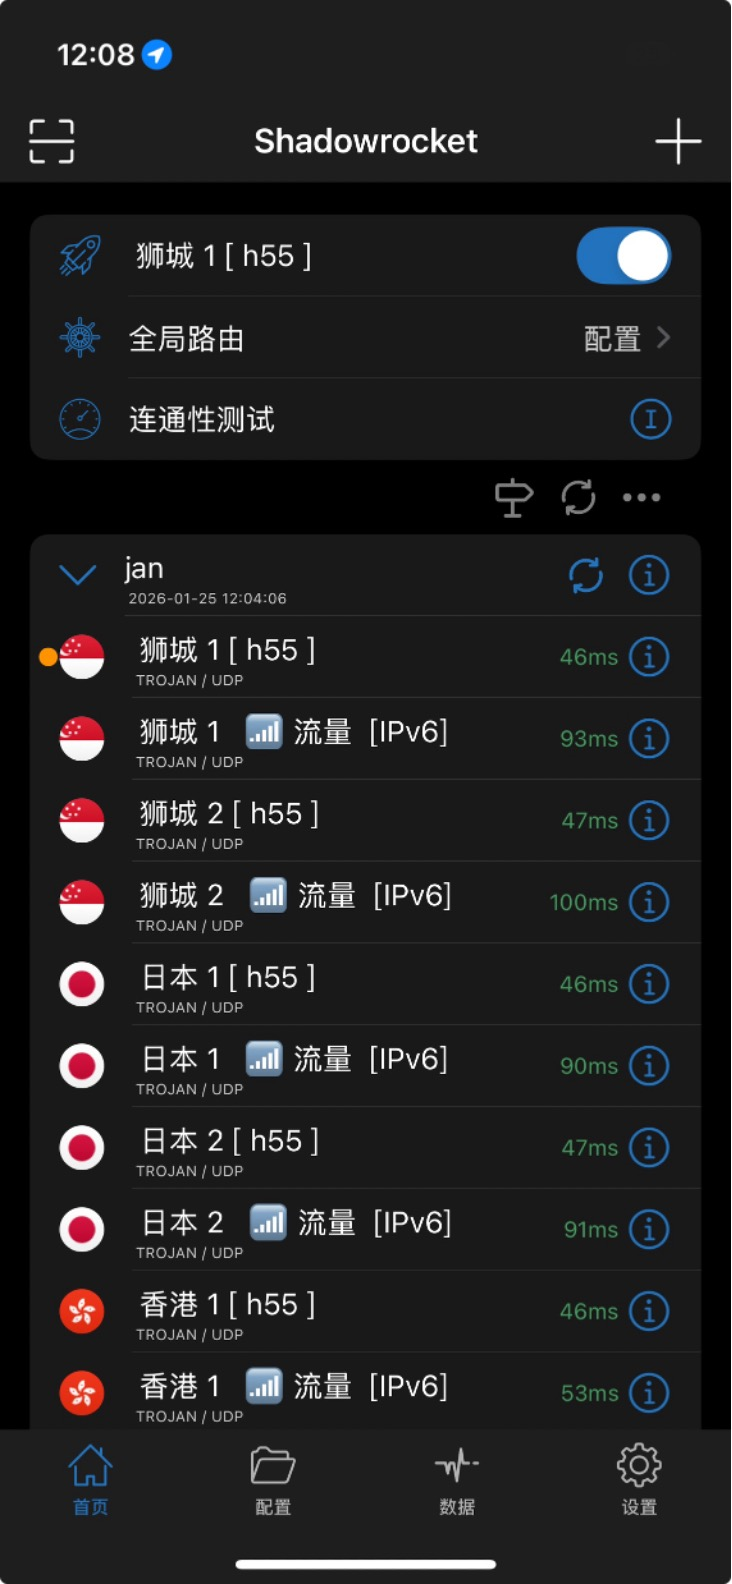 12:08
Shadowrocket
狮城 1 [ h55 ]
全局路由 配置
连通性测试
jan
2026-01-25 12:04:06
狮城 1 [ h55 ] 46ms
TROJAN / UDP
狮城 1 📶 流量 [IPv6] 93ms
TROJAN / UDP
狮城 2 [ h55 ] 47ms
TROJAN / UDP
狮城 2 📶 流量 [IPv6] 100ms
TROJAN / UDP
日本 1 [ h55 ] 46ms
TROJAN / UDP
日本 1 📶 流量 [IPv6] 90ms
TROJAN / UDP
日本 2 [ h55 ] 47ms
TROJAN / UDP
日本 2 📶 流量 [IPv6] 91ms
TROJAN / UDP
香港 1 [ h55 ] 46ms
TROJAN / UDP
香港 1 📶 流量 [IPv6] 53ms
TROJAN / UDP
首页 配置 数据 设置